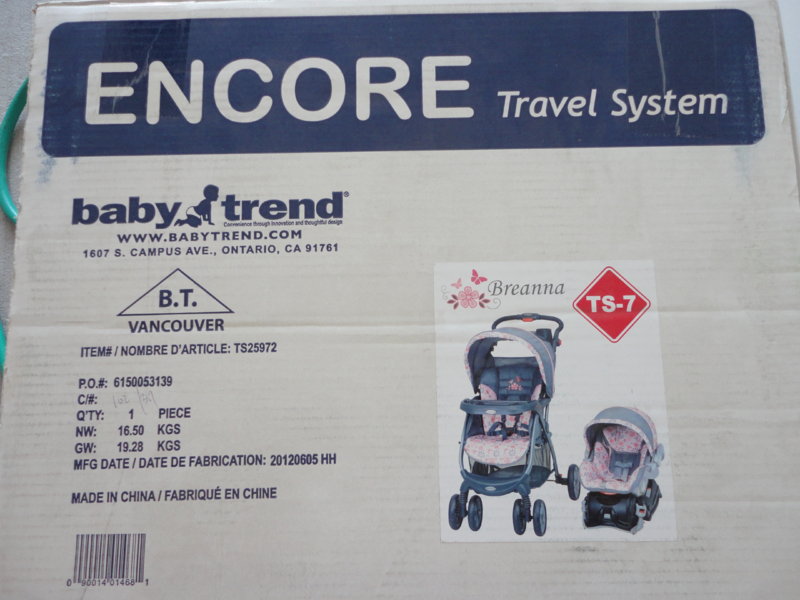 ENCORE Travel System
baby trend®
Convenience through innovation and thoughtful design
WWW.BABYTREND.COM
1607 S. CAMPUS AVE., ONTARIO, CA 91761
B.T.
VANCOUVER
ITEM# / NOMBRE D'ARTICLE: TS25972
P.O.#: 6150053139
C/#:
Q'TY: 1 PIECE
NW: 16.50 KGS
GW: 19.28 KGS
MFG DATE / DATE DE FABRICATION: 20120605 HH
MADE IN CHINA / FABRIQUÉ EN CHINE
0 90014 01468 1
Breanna
TS-7